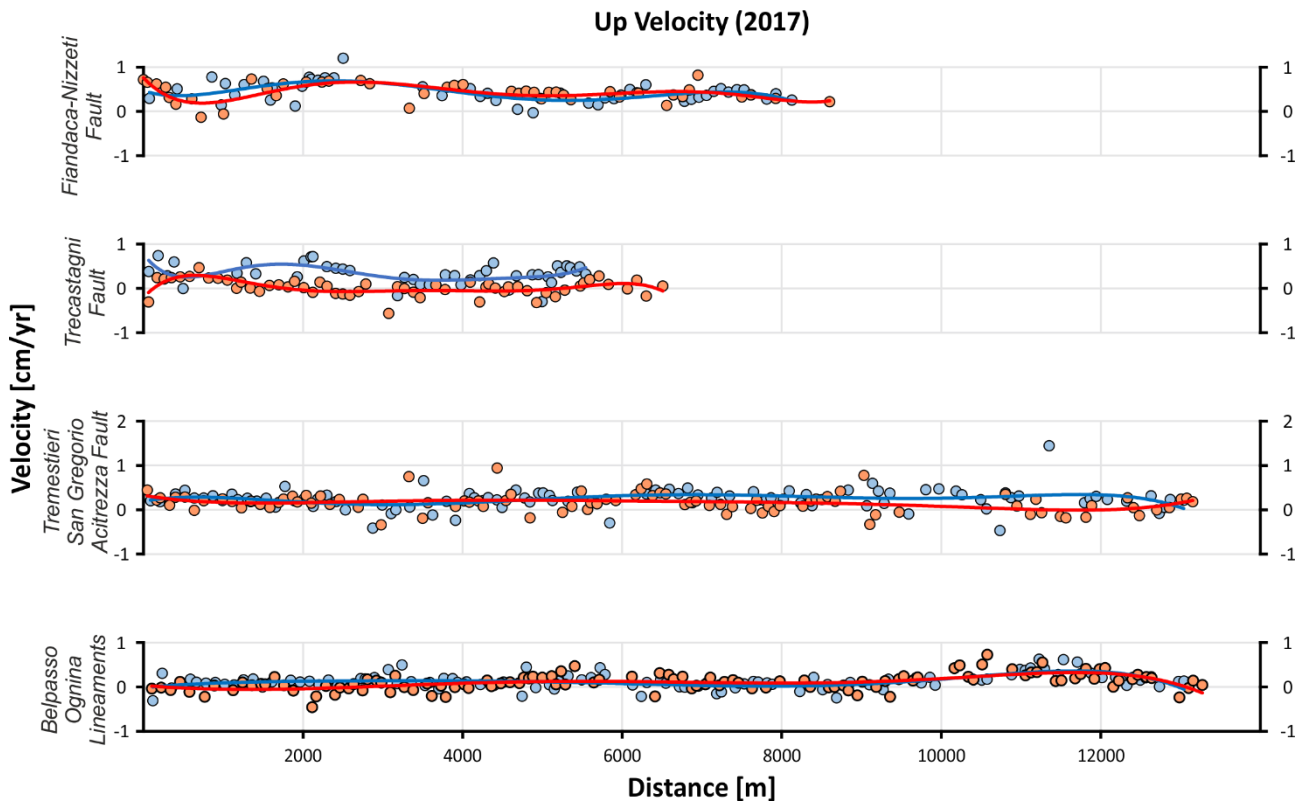 Up Velocity (2017)
Velocity [cm/yr]
Fiandaca-Nizzeti
Fault
1
0
-1
1
0
-1
Trecastagni
Fault
1
0
-1
1
0
-1
Tremestieri
San Gregorio
Acitrezza Fault
2
1
0
-1
2
1
0
-1
Belpasso
Ognina
Lineaments
1
0
-1
1
0
-1
2000 4000 6000 8000 10000 12000
Distance [m]